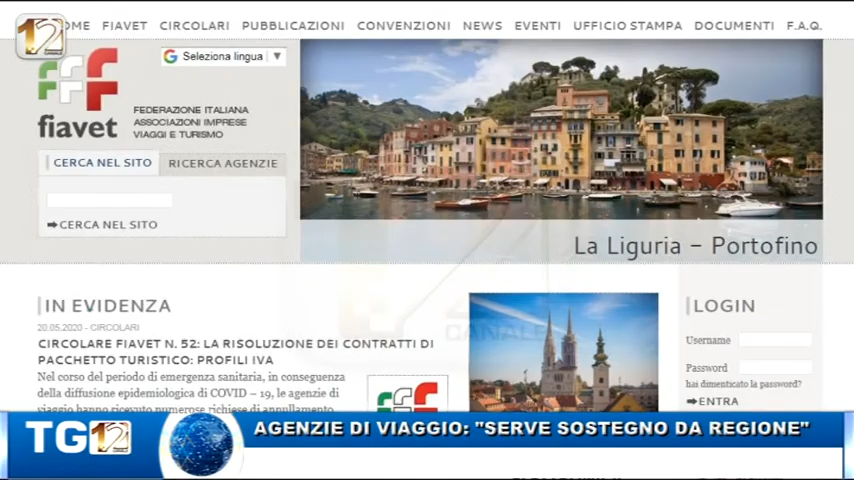 12
OME FIAVET CIRCOLARI PUBBLICAZIONI CONVENZIONI NEWS EVENTI UFFICIO STAMPA DOCUMENTI F.A.Q.
G Seleziona lingua
fiavet
FEDERAZIONE ITALIANA
ASSOCIAZIONI IMPRESE
VIAGGI E TURISMO
CERCA NEL SITO RICERCA AGENZIE
CERCA NEL SITO
La Liguria – Portofino
IN EVIDENZA
20.05.2020 - CIRCOLARI
CIRCOLARE FIAVET N. 52: LA RISOLUZIONE DEI CONTRATTI DI
PACCHETTO TURISTICO: PROFILI IVA
Nel corso del periodo di emergenza sanitaria, in conseguenza
della diffusione epidemiologica di COVID – 19, le agenzie di
viaggio hanno ricevuto numerose richieste di annullamento
CANALE
LOGIN
Username
Password
hai dimenticato la password?
ENTRA
TG12
AGENZIE DI VIAGGIO: "SERVE SOSTEGNO DA REGIONE"